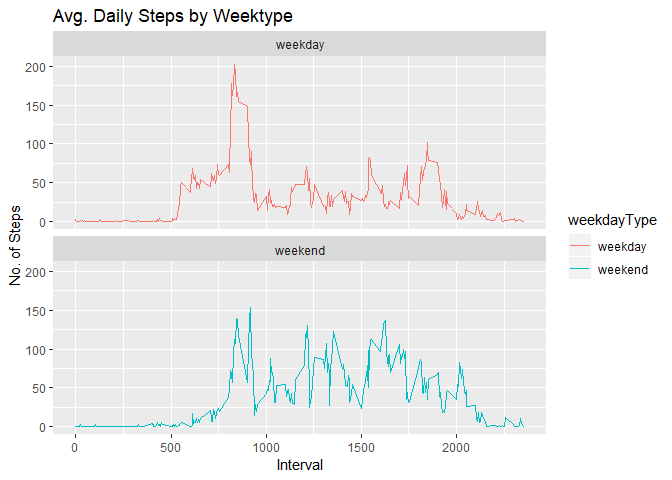 Avg. Daily Steps by Weektype
weekday
200
150
100
50
0
weekend
200
150
100
50
0
No. of Steps
0
500
1000
1500
2000
Interval
weekdayType
weekday
weekend